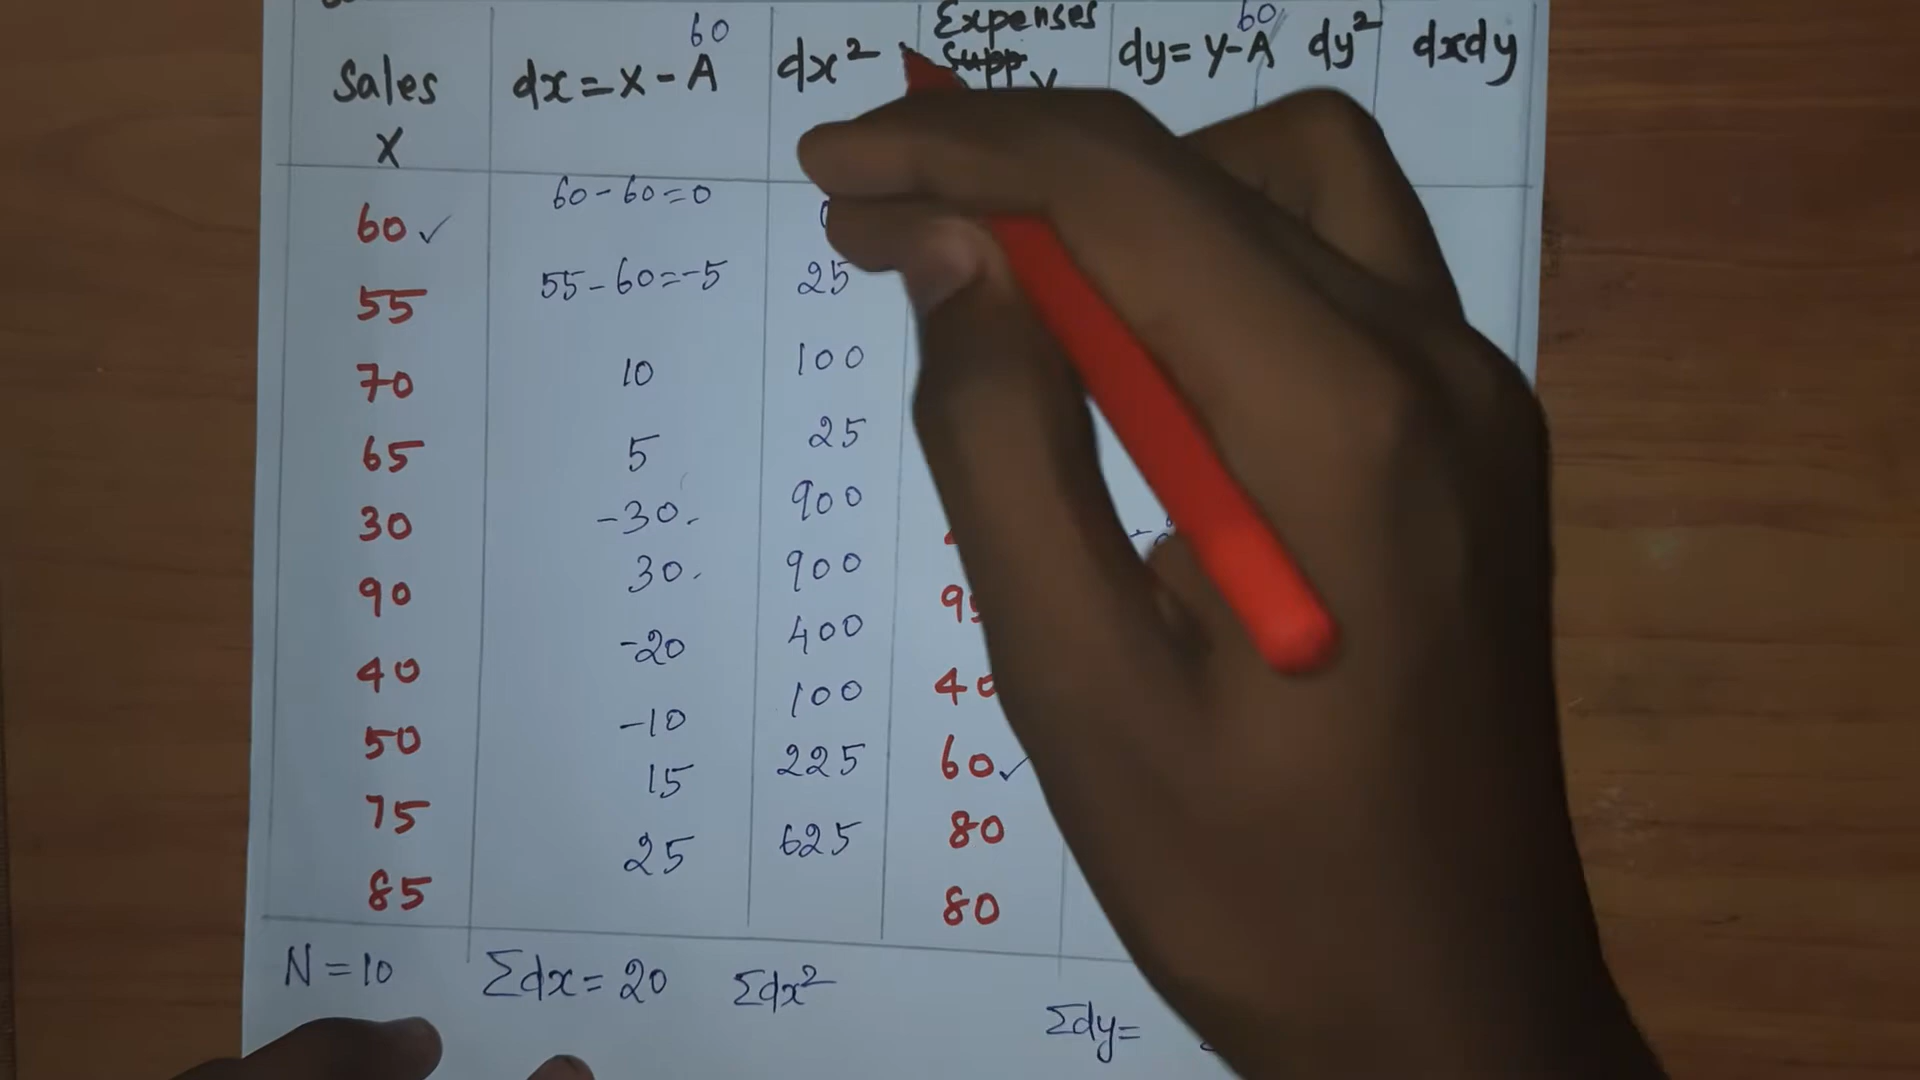 Sales X dx = x - A 60 dx² Expenses Y dy = y - A 60 dy² dxdy
60 ✓ 60 - 60 = 0
55 55 - 60 = -5 25
70 10 100
65 5 25
30 -30 900
90 30 900
40 -20 400 40
50 -10 100 60 ✓
75 15 225 80
85 25 625 80
N = 10 Σdx = 20 Σdx² Σdy =